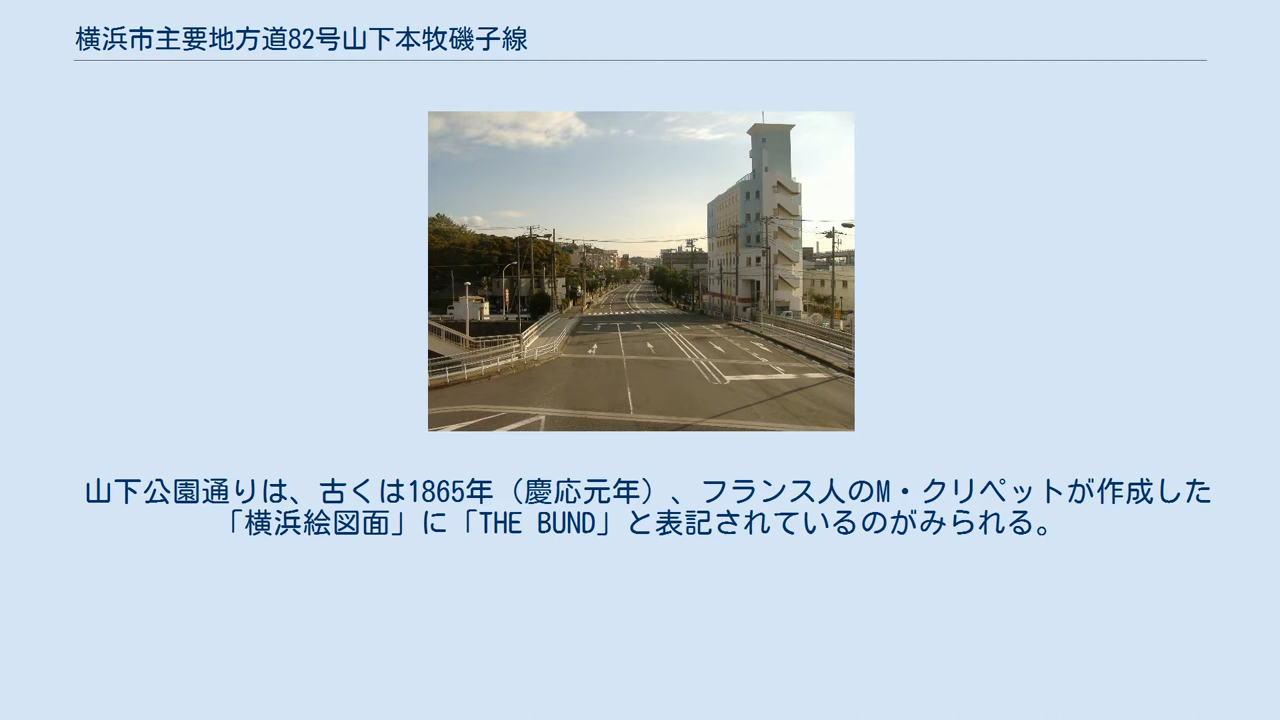 横浜市主要地方道82号山下本牧磯子線
山下公園通りは、古くは1865年（慶応元年）、フランス人のM・クリペットが作成した
「横浜絵図面」に「THE BUND」と表記されているのがみられる。